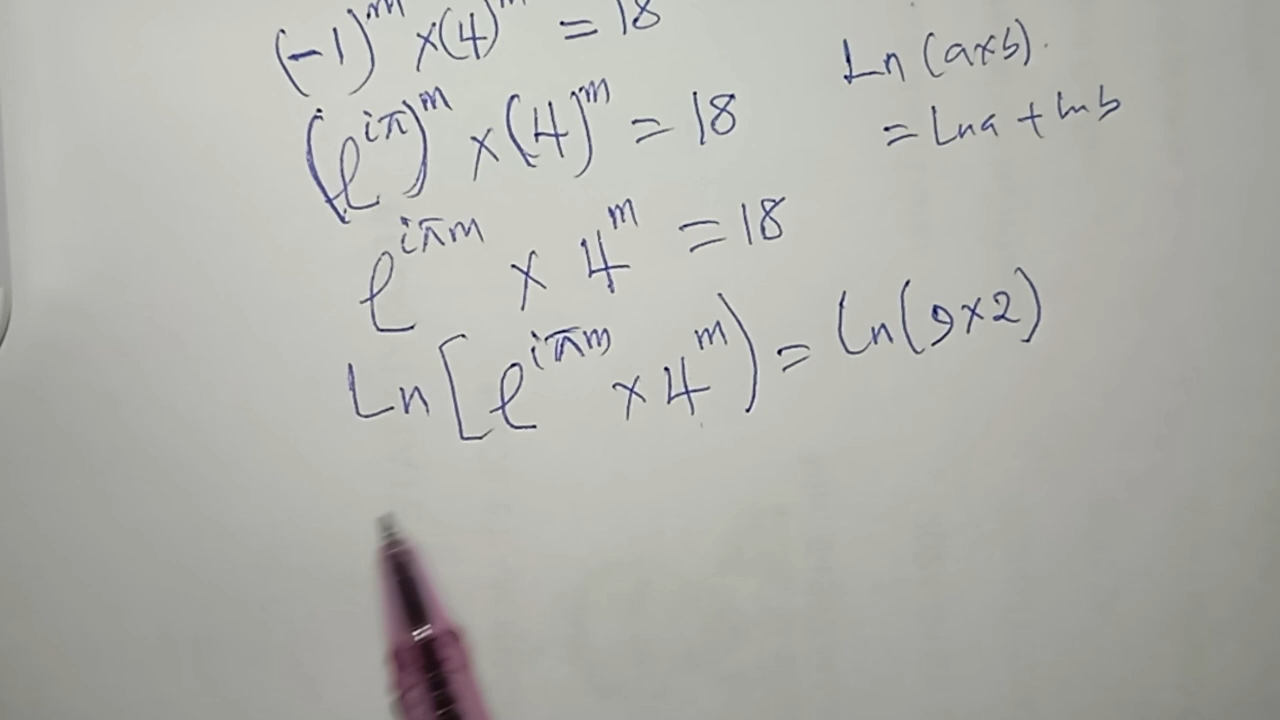 (-1)^m ×(4)^m = 18
(e^{iπ})^m ×(4)^m = 18
e^{iπm} × 4^m = 18
Ln[e^{iπm} ×4^m) = Ln(9×2)
Ln (a×b).
= Lna + lnb